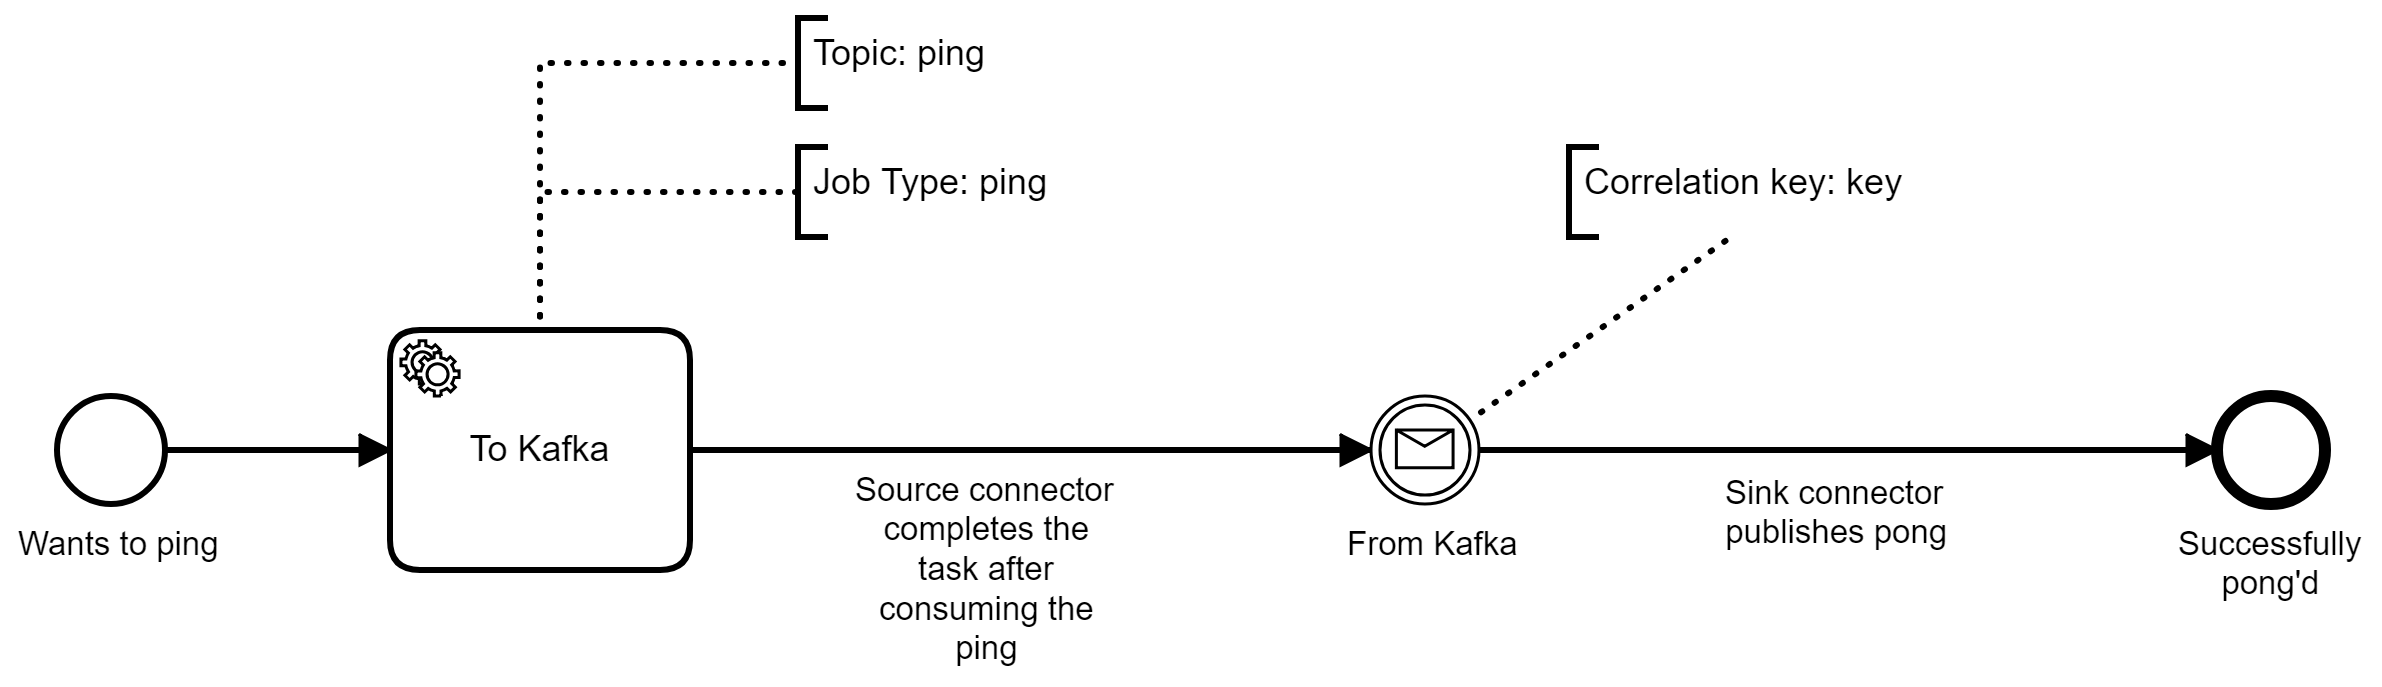 Topic: ping
Job Type: ping
Correlation key: key
Wants to ping
To Kafka
Source connector
completes the
task after
consuming the
ping
From Kafka
Sink connector
publishes pong
Successfully
pong'd